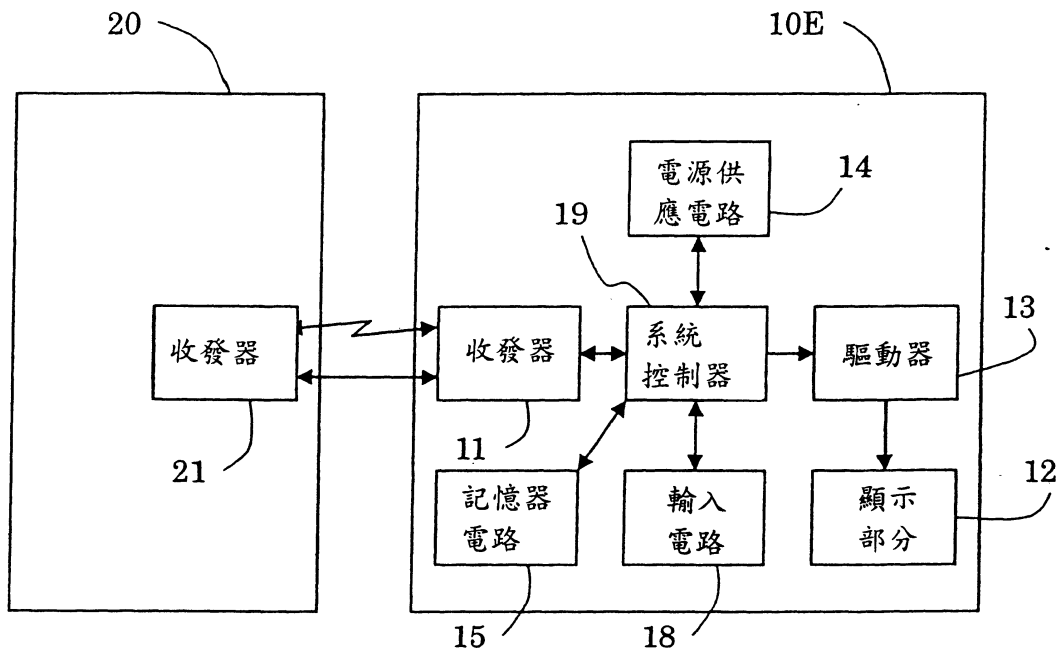 20
10E
電源供
應電路
14
19
收發器
收發器
系統
控制器
驅動器
13
21
11
記憶器
電路
輸入
電路
顯示
部分
12
15
18